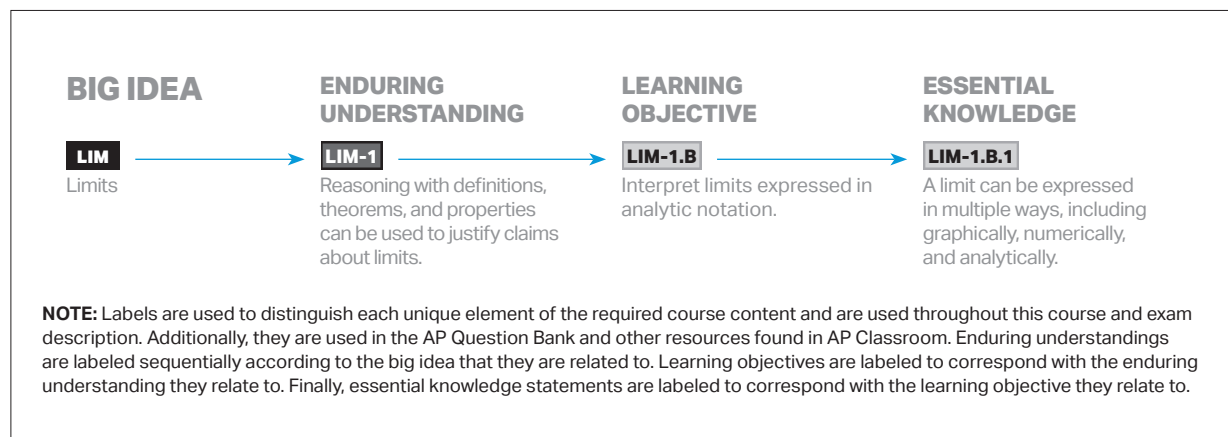 BIG IDEA
LIM
Limits
ENDURING
UNDERSTANDING
LIM-1
Reasoning with definitions,
theorems, and properties
can be used to justify claims
about limits.
LEARNING
OBJECTIVE
LIM-1.B
Interpret limits expressed in
analytic notation.
ESSENTIAL
KNOWLEDGE
LIM-1.B.1
A limit can be expressed
in multiple ways, including
graphically, numerically,
and analytically.
NOTE: Labels are used to distinguish each unique element of the required course content and are used throughout this course and exam
description. Additionally, they are used in the AP Question Bank and other resources found in AP Classroom. Enduring understandings
are labeled sequentially according to the big idea that they are related to. Learning objectives are labeled to correspond with the enduring
understanding they relate to. Finally, essential knowledge statements are labeled to correspond with the learning objective they relate to.